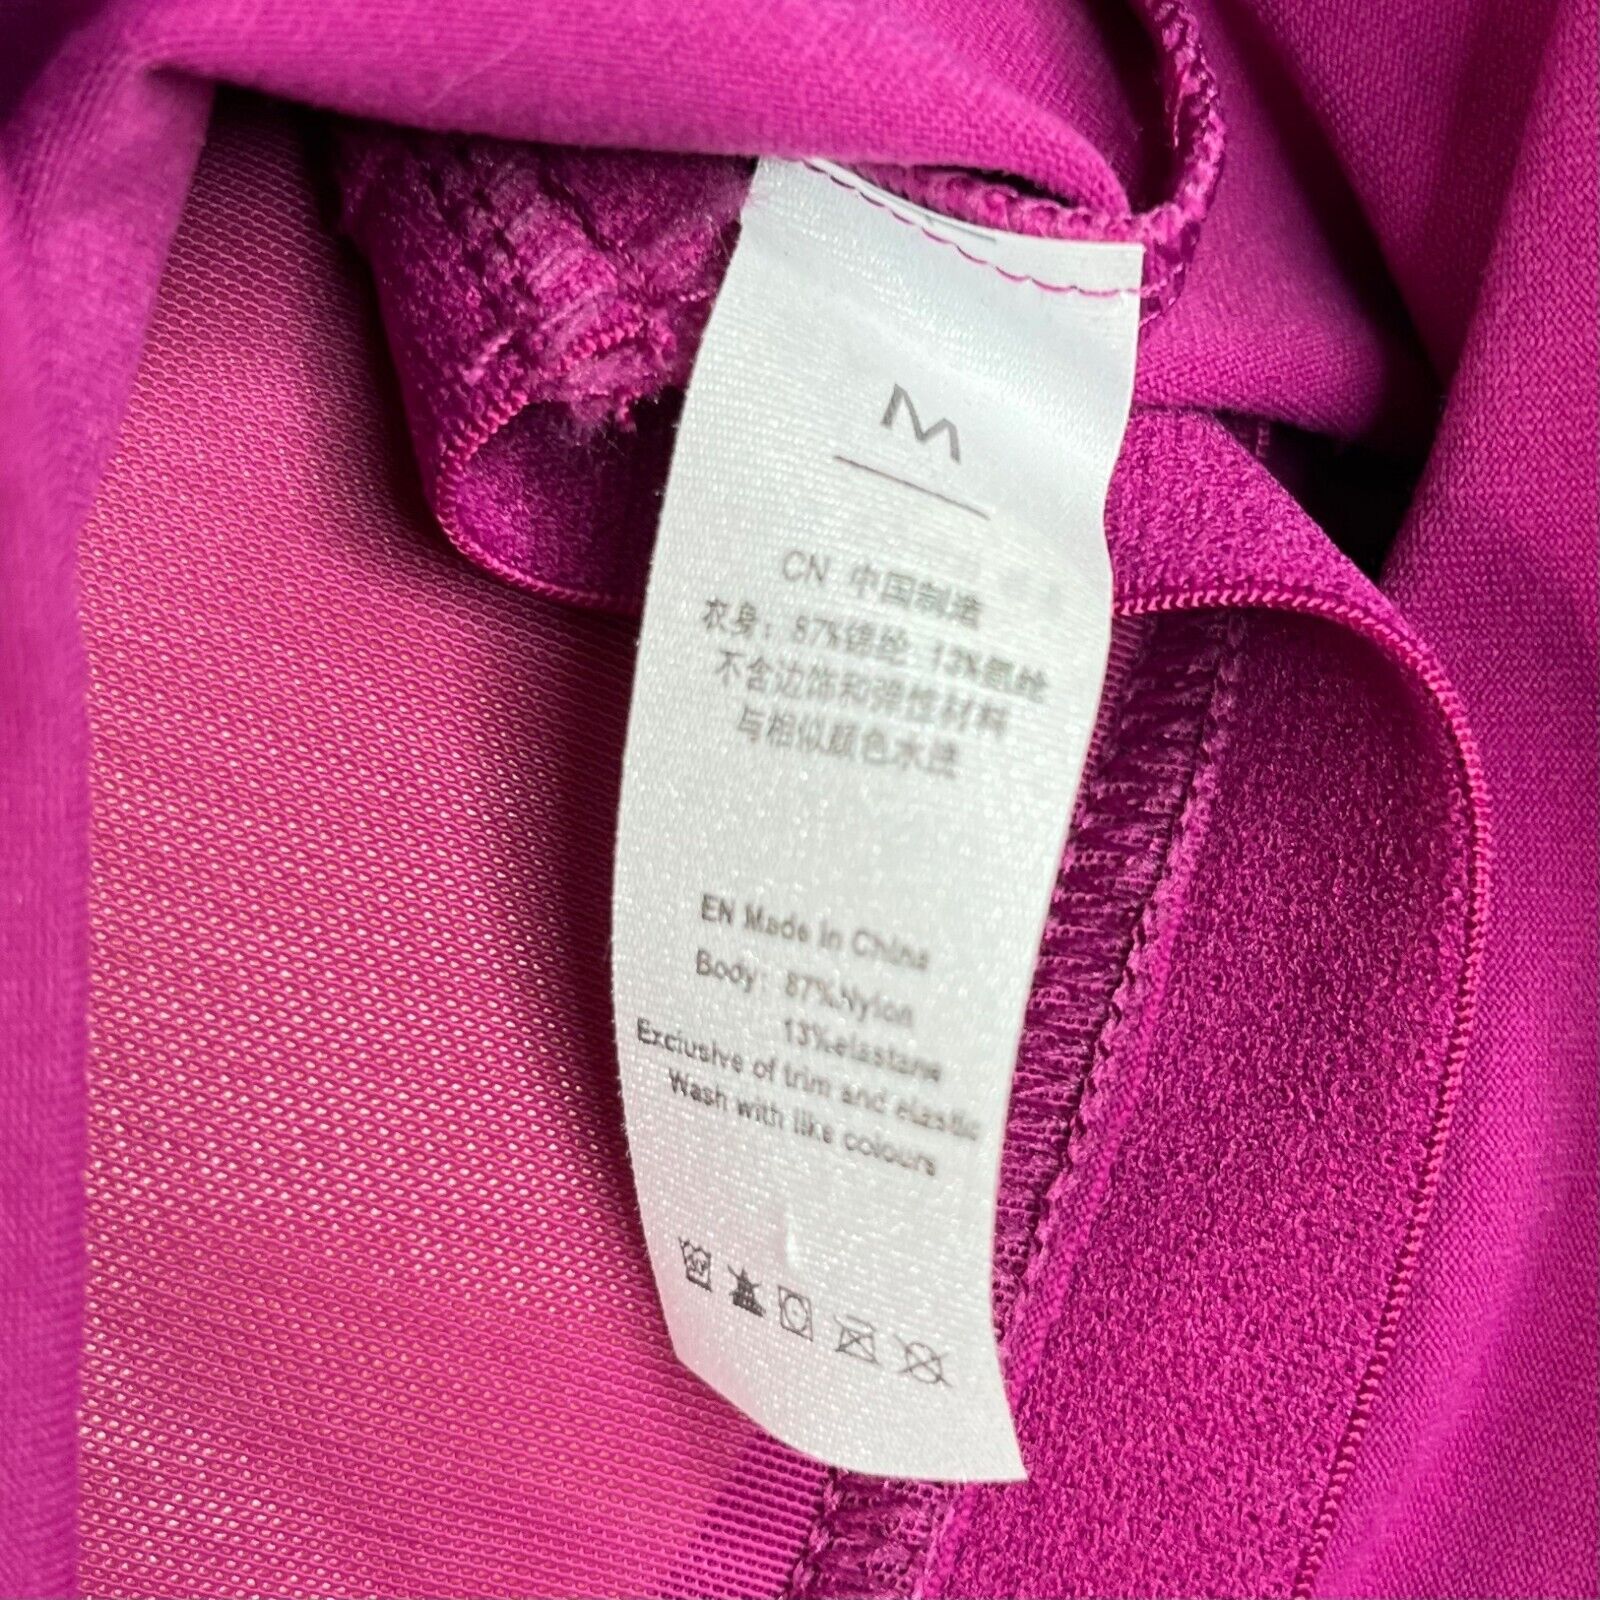 M
CN 中国制造
衣身：87%锦纶 13%氨纶
不含边饰和弹性材料
与相似颜色水洗
EN Made in China
Body: 87%Nylon
13%elastane
Exclusive of trim and elastic
Wash with like colours